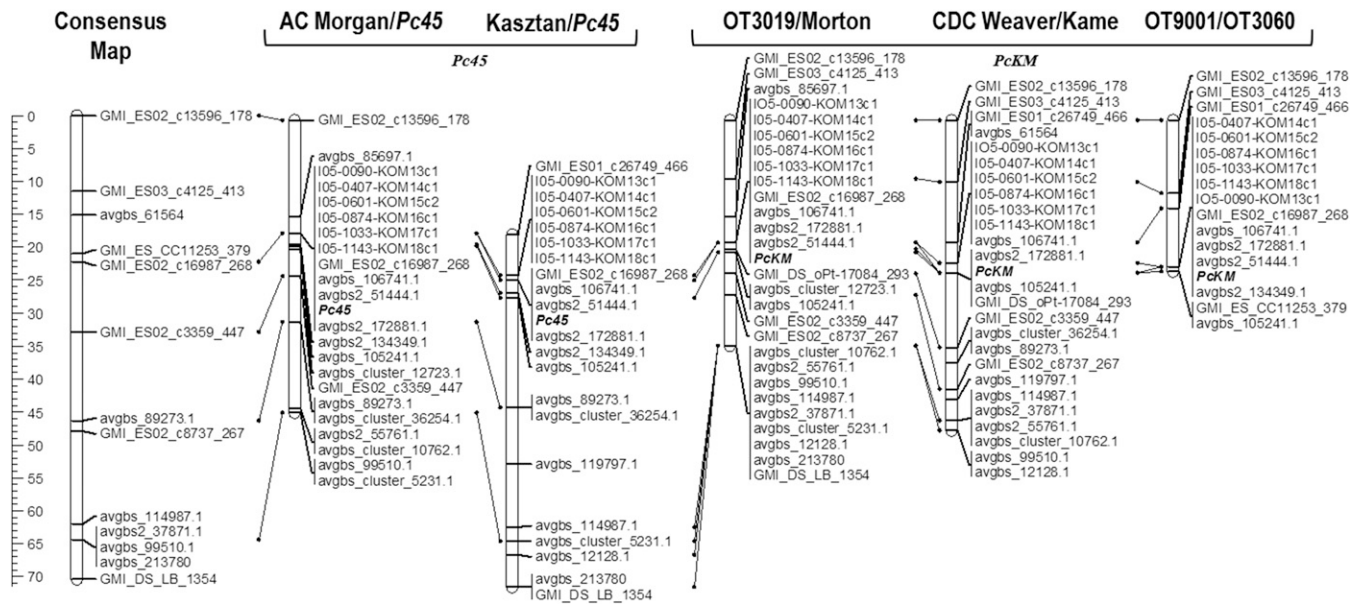 Consensus Map
AC Morgan/Pc45
Kasztan/Pc45
OT3019/Morton
CDC Weaver/Kame
OT9001/OT3060
Pc45
PcKM
0
5
10
15
20
25
30
35
40
45
50
55
60
65
70
GMI_ES02_c13596_178
GMI_ES03_c4125_413
avgbs_61564
GMI_ES_CC11253_379
GMI_ES02_c16987_268
GMI_ES02_c3359_447
avgbs_89273.1
GMI_ES02_c8737_267
avgbs_114987.1
avgbs2_37871.1
avgbs_99510.1
avgbs_213780
GMI_DS_LB_1354
GMI_ES02_c13596_178
avgbs_85697.1
I05-0090-KOM13c1
I05-0407-KOM14c1
I05-0601-KOM15c2
I05-0874-KOM16c1
I05-1033-KOM17c1
I05-1143-KOM18c1
GMI_ES02_c16987_268
avgbs_106741.1
avgbs2_51444.1
Pc45
avgbs2_172881.1
avgbs2_134349.1
avgbs_105241.1
avgbs_cluster_12723.1
GMI_ES02_c3359_447
avgbs_89273.1
avgbs_cluster_36254.1
avgbs2_55761.1
avgbs_cluster_10762.1
avgbs_99510.1
avgbs_cluster_5231.1
GMI_ES01_c26749_466
I05-0090-KOM13c1
I05-0407-KOM14c1
I05-0601-KOM15c2
I05-0874-KOM16c1
I05-1033-KOM17c1
I05-1143-KOM18c1
GMI_ES02_c16987_268
avgbs_106741.1
avgbs2_51444.1
Pc45
avgbs2_172881.1
avgbs2_134349.1
avgbs_105241.1
avgbs_89273.1
avgbs_cluster_36254.1
avgbs_119797.1
avgbs_114987.1
avgbs_cluster_5231.1
avgbs_12128.1
avgbs_213780
GMI_DS_LB_1354
GMI_ES02_c13596_178
GMI_ES03_c4125_413
avgbs_85697.1
IO5-0090-KOM13c1
I05-0407-KOM14c1
I05-0601-KOM15c2
I05-0874-KOM16c1
I05-1033-KOM17c1
I05-1143-KOM18c1
GMI_ES02_c16987_268
avgbs_106741.1
avgbs2_172881.1
avgbs2_51444.1
PcKM
GMI_DS_oPt-17084_293
avgbs_cluster_12723.1
avgbs_105241.1
GMI_ES02_c3359_447
GMI_ES02_c8737_267
avgbs_cluster_10762.1
avgbs2_55761.1
avgbs_99510.1
avgbs_114987.1
avgbs2_37871.1
avgbs_cluster_5231.1
avgbs_12128.1
avgbs_213780
GMI_DS_LB_1354
GMI_ES02_c13596_178
GMI_ES03_c4125_413
GMI_ES01_c26749_466
avgbs_61564
IO5-0090-KOM13c1
I05-0407-KOM14c1
I05-0601-KOM15c2
I05-0874-KOM16c1
I05-1033-KOM17c1
I05-1143-KOM18c1
avgbs_106741.1
avgbs2_172881.1
PcKM
avgbs_105241.1
GMI_DS_oPt-17084_293
GMI_ES02_c3359_447
avgbs_cluster_36254.1
avgbs_89273.1
GMI_ES02_c8737_267
avgbs_119797.1
avgbs_114987.1
avgbs2_37871.1
avgbs2_55761.1
avgbs_cluster_10762.1
avgbs_99510.1
avgbs_12128.1
GMI_ES02_c13596_178
GMI_ES03_c4125_413
GMI_ES01_c26749_466
I05-0407-KOM14c1
I05-0601-KOM15c2
I05-0874-KOM16c1
I05-1033-KOM17c1
I05-1143-KOM18c1
IO5-0090-KOM13c1
GMI_ES02_c16987_268
avgbs_106741.1
avgbs2_172881.1
avgbs2_51444.1
PcKM
avgbs2_134349.1
GMI_ES_CC11253_379
avgbs_105241.1